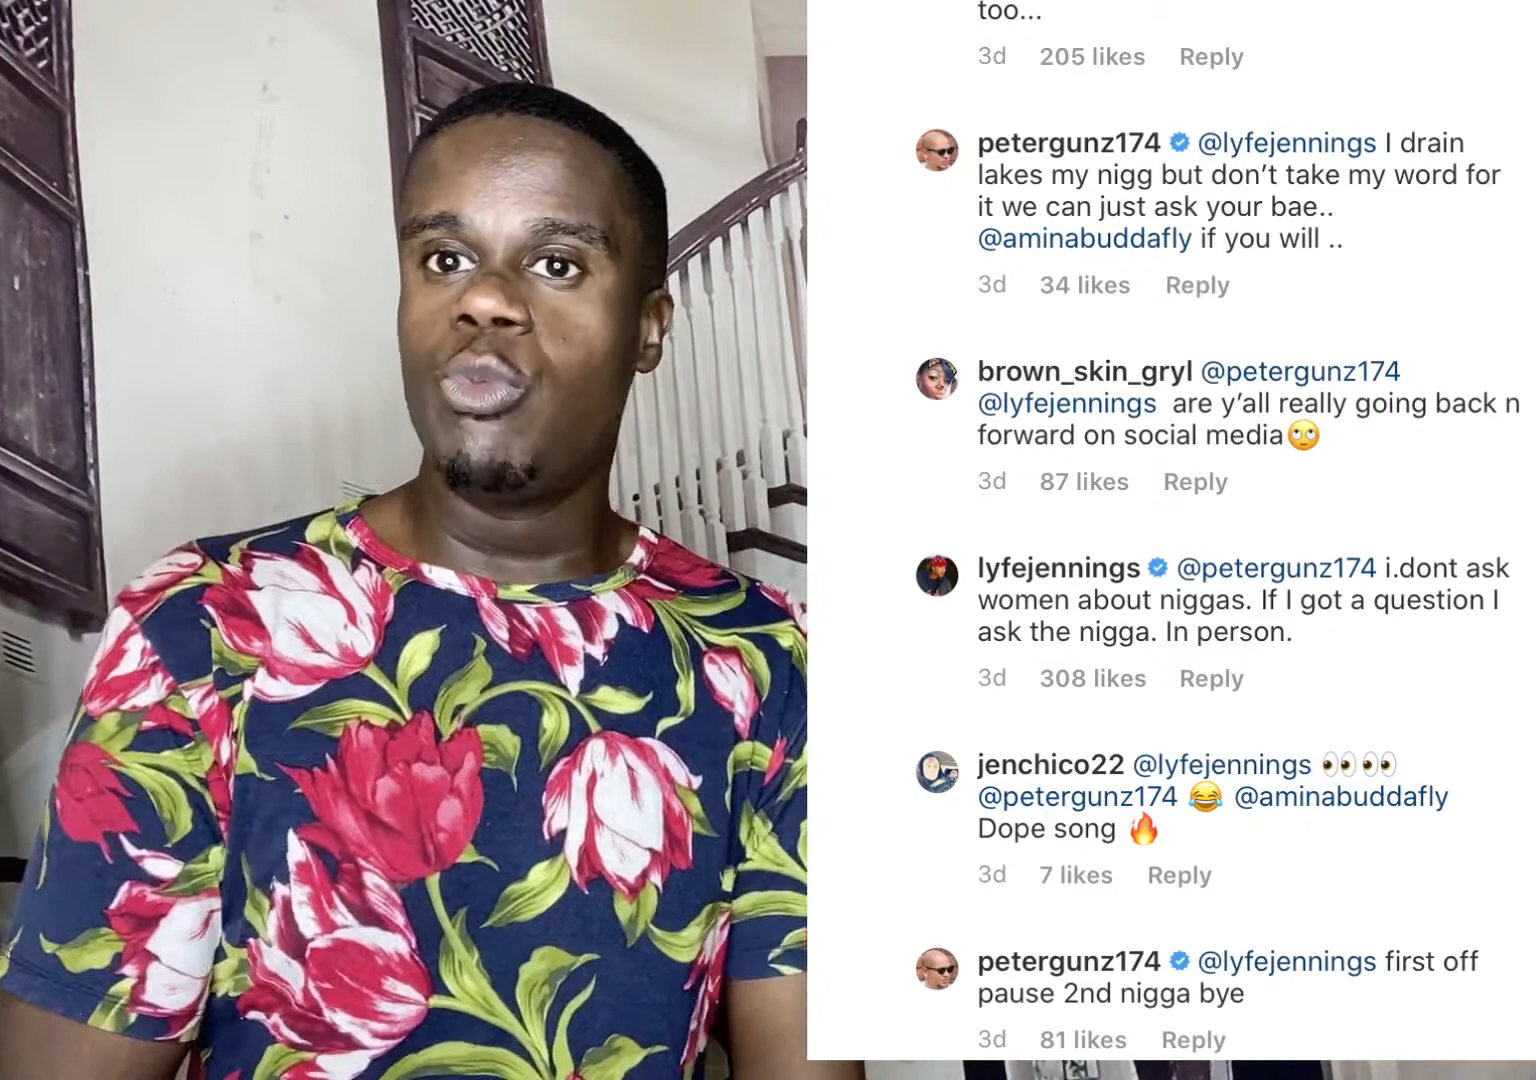 too...
3d 205 likes Reply
petergunz174 @lyfejennings I drain
lakes my nigg but don't take my word for
it we can just ask your bae..
@aminabuddafly if you will ..
3d 34 likes Reply
brown_skin_gryl @petergunz174
@lyfejennings are y'all really going back n
forward on social media🙄
3d 87 likes Reply
lyfejennings @petergunz174 i.dont ask
women about niggas. If I got a question I
ask the nigga. In person.
3d 308 likes Reply
jenchico22 @lyfejennings 👀👀
@petergunz174 😂 @aminabuddafly
Dope song 🔥
3d 7 likes Reply
petergunz174 @lyfejennings first off
pause 2nd nigga bye
3d 81 likes Reply